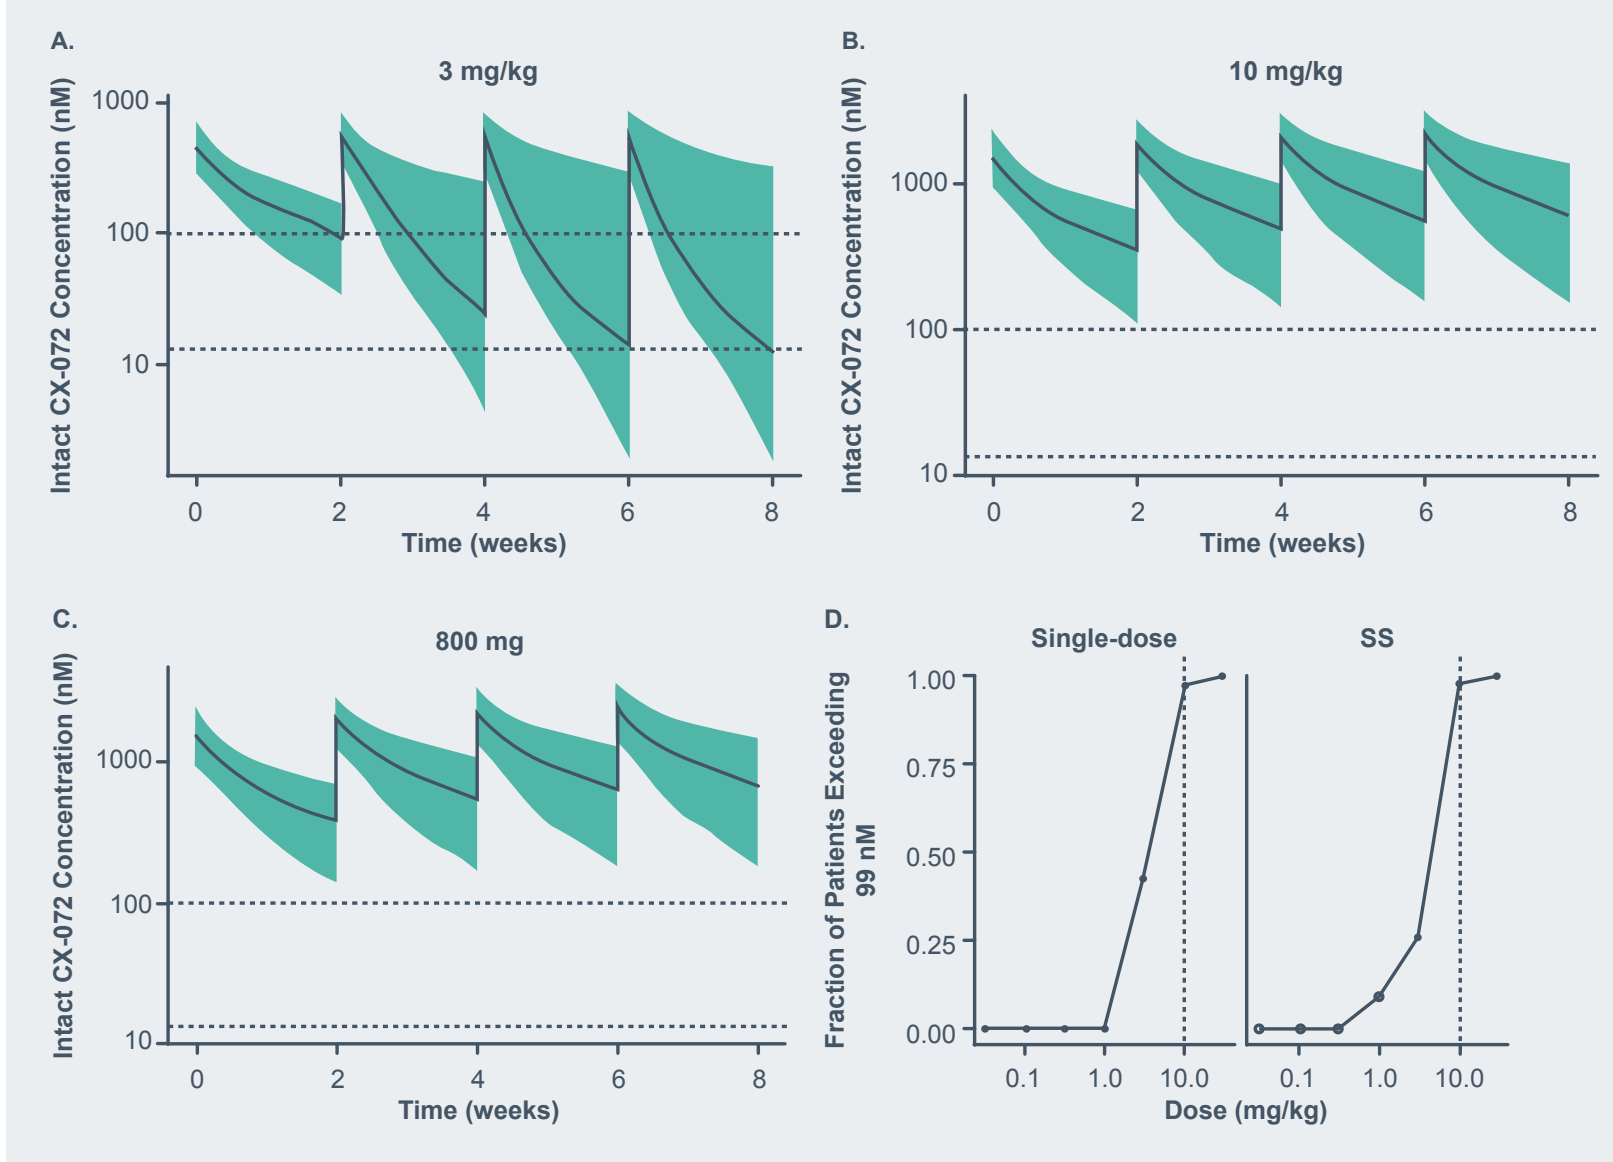 A.
3 mg/kg
Intact CX-072 Concentration (nM)
1000
100
10
0 2 4 6 8
Time (weeks)
B.
10 mg/kg
Intact CX-072 Concentration (nM)
1000
100
10
0 2 4 6 8
Time (weeks)
C.
800 mg
Intact CX-072 Concentration (nM)
1000
100
10
0 2 4 6 8
Time (weeks)
D.
Single-dose SS
Fraction of Patients Exceeding
99 nM
1.00
0.75
0.50
0.25
0.00
0.1 1.0 10.0 0.1 1.0 10.0
Dose (mg/kg)